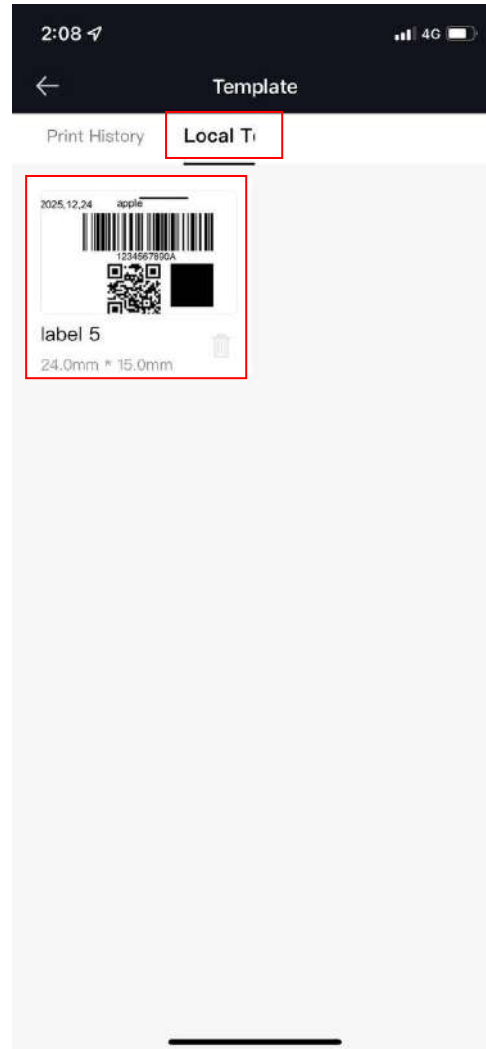 2:08 4G
Template
Print History Local T
2025.12.24 apple
1234567890A
label 5
24.0mm * 15.0mm